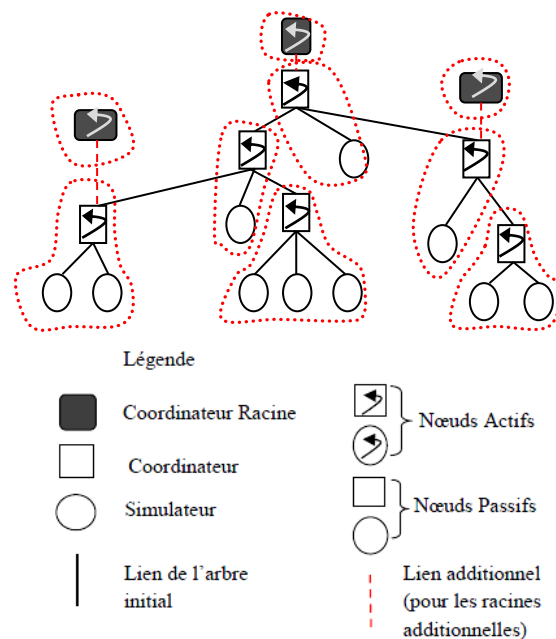 Légende
Coordinateur Racine
Coordinateur
Simulateur
Lien de l'arbre
initial
Nœuds Actifs
Nœuds Passifs
Lien additionnel
(pour les racines
additionnelles)